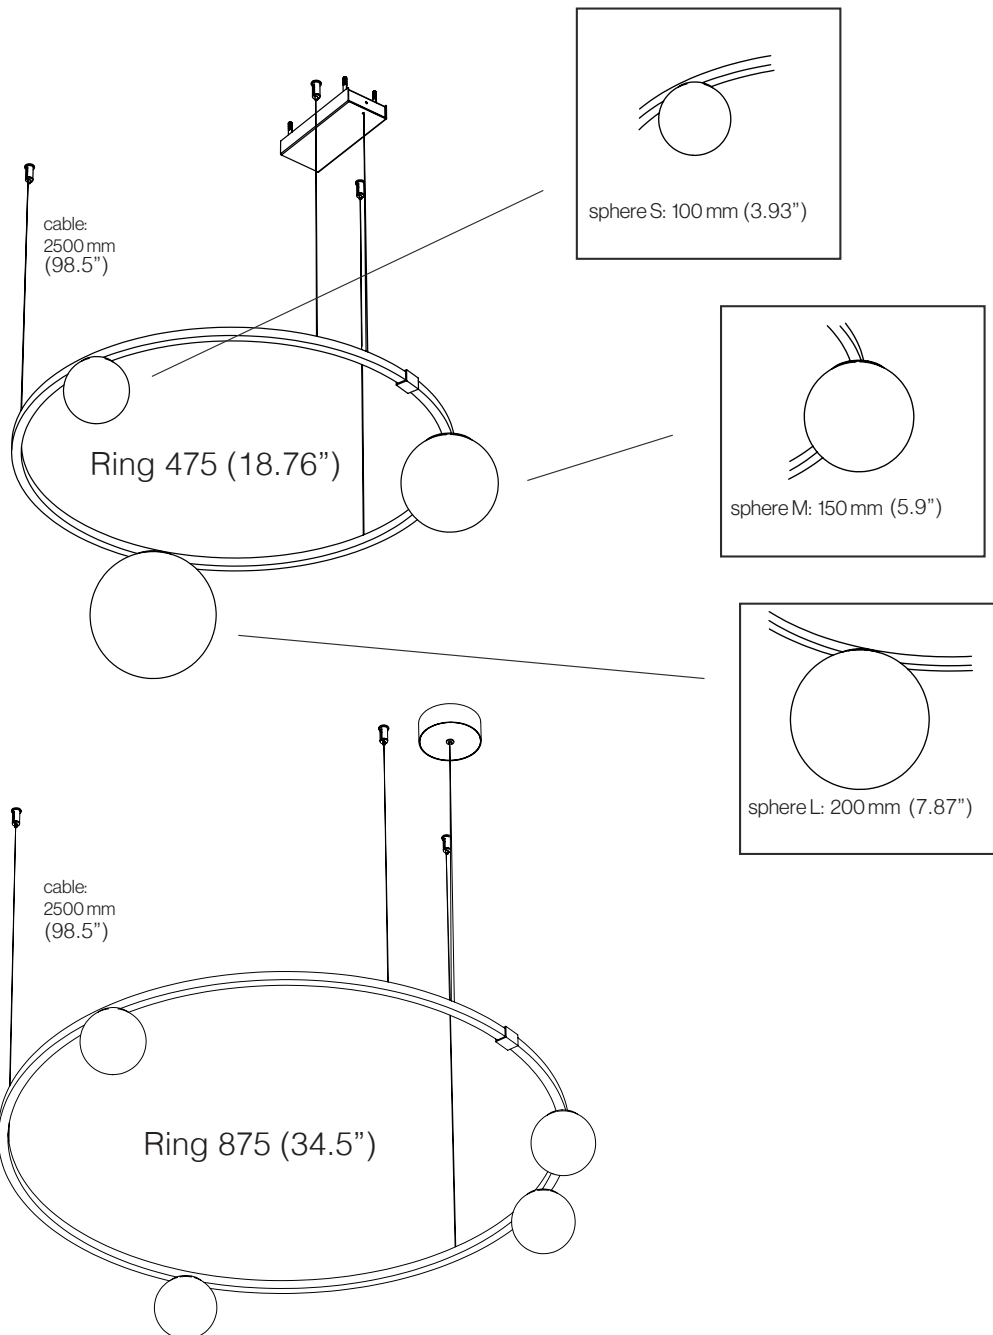 sphere S: 100 mm (3.93”)
cable:
2500 mm
(98.5”)
Ring 475 (18.76”)
sphere M: 150 mm (5.9”)
sphere L: 200 mm (7.87”)
cable:
2500 mm
(98.5”)
Ring 875 (34.5”)